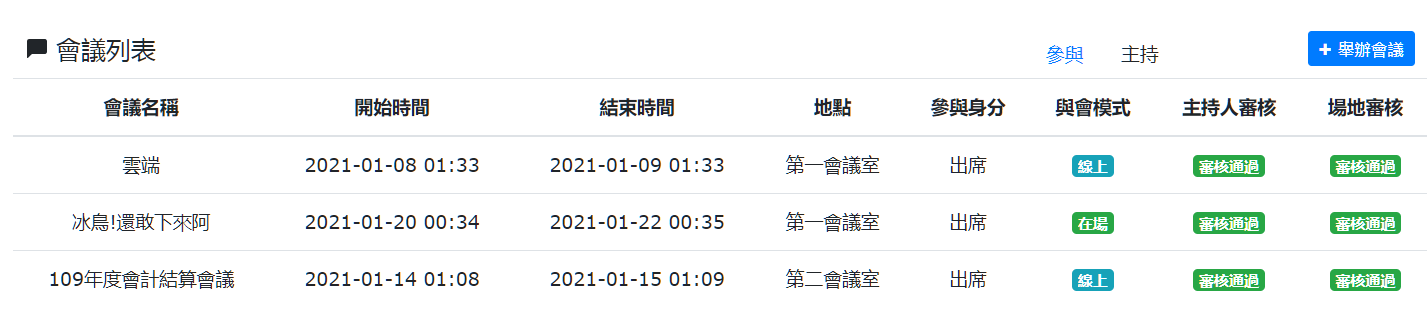 會議列表
參與 主持 + 舉辦會議
會議名稱 開始時間 結束時間 地點 參與身分 與會模式 主持人審核 場地審核
雲端 2021-01-08 01:33 2021-01-09 01:33 第一會議室 出席 線上 審核通過 審核通過
冰鳥!還敢下來阿 2021-01-20 00:34 2021-01-22 00:35 第一會議室 出席 在場 審核通過 審核通過
109年度會計結算會議 2021-01-14 01:08 2021-01-15 01:09 第二會議室 出席 線上 審核通過 審核通過